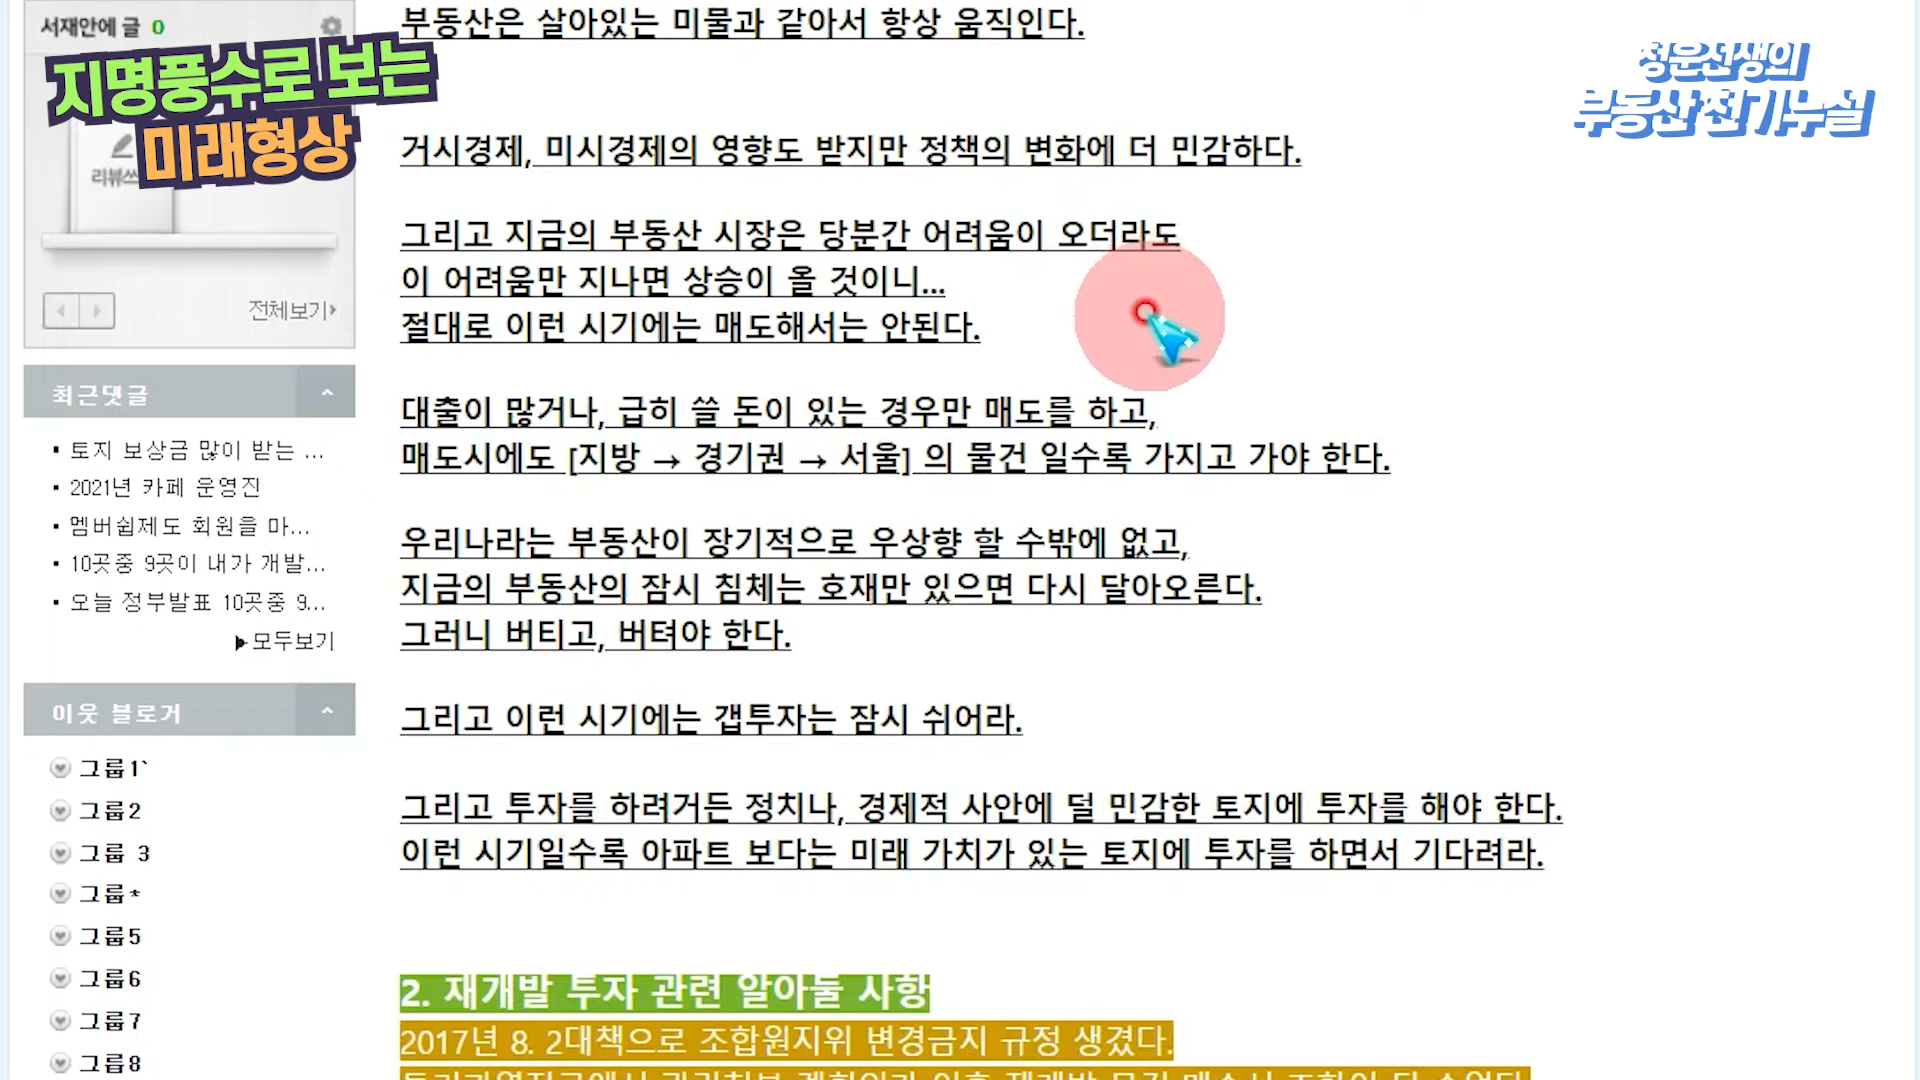 서재안에 글 0
지명풍수로 보는
미래형상
전체보기
최근댓글
토지 보상금 많이 받는 ...
2021년 카페 운영진
멤버쉽제도 회원을 마...
10곳중 9곳이 내가 개발...
오늘 정부발표 10곳중 9...
모두보기
이웃 블로거
그룹1`
그룹2
그룹 3
그룹*
그룹5
그룹6
그룹7
그룹8
부동산은 살아있는 미물과 같아서 항상 움직인다.
거시경제, 미시경제의 영향도 받지만 정책의 변화에 더 민감하다.
그리고 지금의 부동산 시장은 당분간 어려움이 오더라도
이 어려움만 지나면 상승이 올 것이니...
절대로 이런 시기에는 매도해서는 안된다.
대출이 많거나, 급히 쓸 돈이 있는 경우만 매도를 하고,
매도시에도 [지방 → 경기권 → 서울] 의 물건 일수록 가지고 가야 한다.
우리나라는 부동산이 장기적으로 우상향 할 수밖에 없고,
지금의 부동산의 잠시 침체는 호재만 있으면 다시 달아오른다.
그러니 버티고, 버텨야 한다.
그리고 이런 시기에는 갭투자는 잠시 쉬어라.
그리고 투자를 하려거든 정치나, 경제적 사안에 덜 민감한 토지에 투자를 해야 한다.
이런 시기일수록 아파트 보다는 미래 가치가 있는 토지에 투자를 하면서 기다려라.
2. 재개발 투자 관련 알아둘 사항
2017년 8. 2대책으로 조합원지위 변경금지 규정 생겼다.